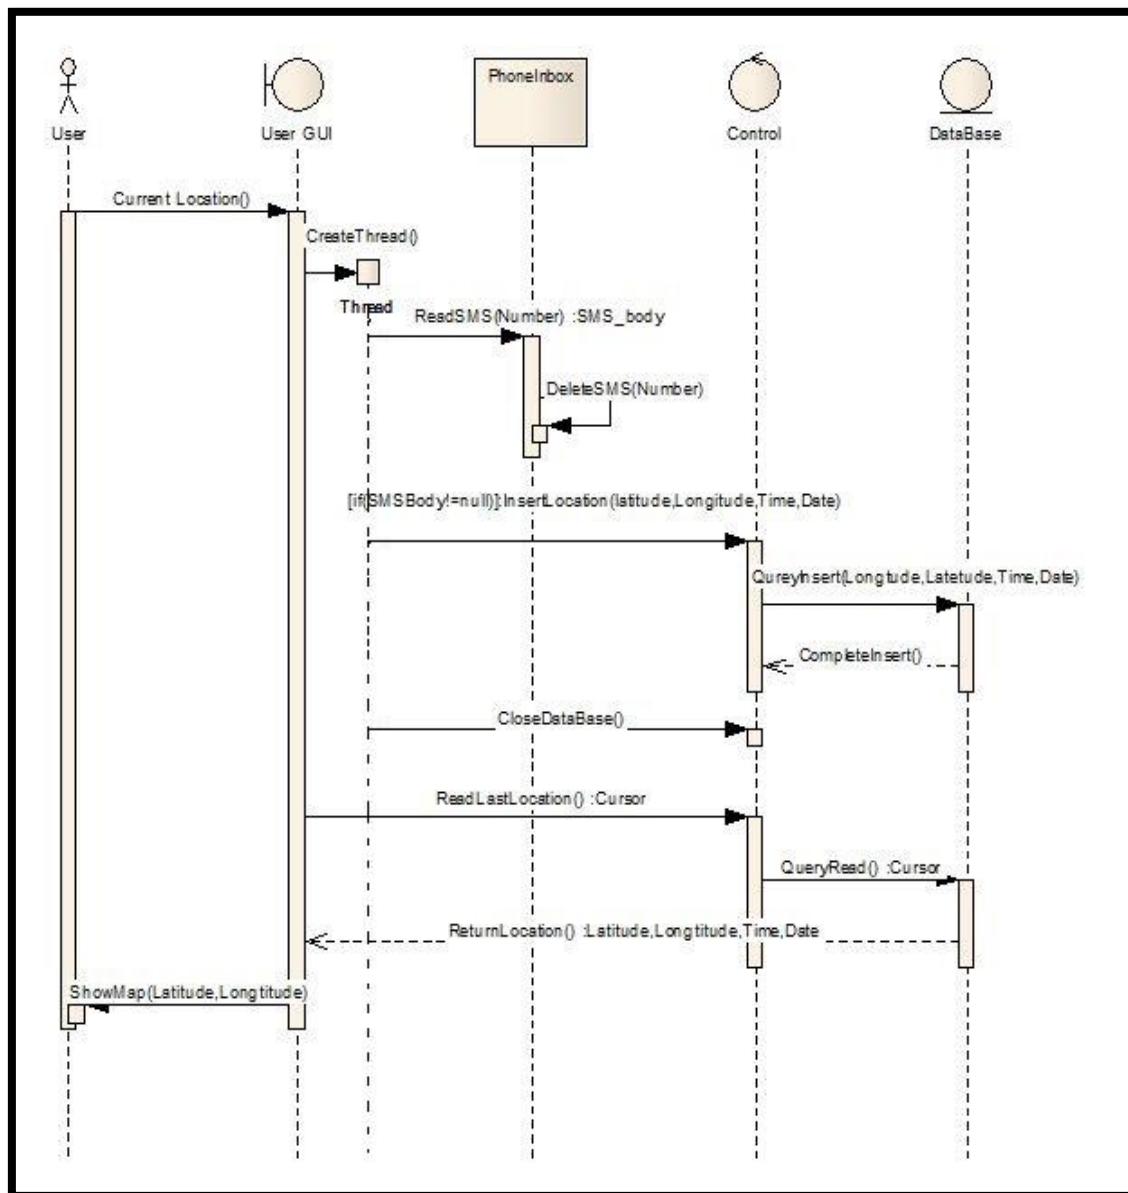 PhoneInbox
User
User GUI
Control
DataBase
Current Location()
CreateThread()
Thread
ReadSMS(Number) :SMS_body
DeleteSMS(Number)
[if(SMSBody!=null)]:InsertLocation(latitude,Longitude,Time,Date)
QureyInsert(Longtude,Latetude,Time,Date)
CompleteInsert()
CloseDataBase()
ReadLastLocation() :Cursor
QueryRead() :Cursor
ReturnLocation() :Latitude,Longtitude,Time,Date
ShowMap(Latitude,Longtitude)